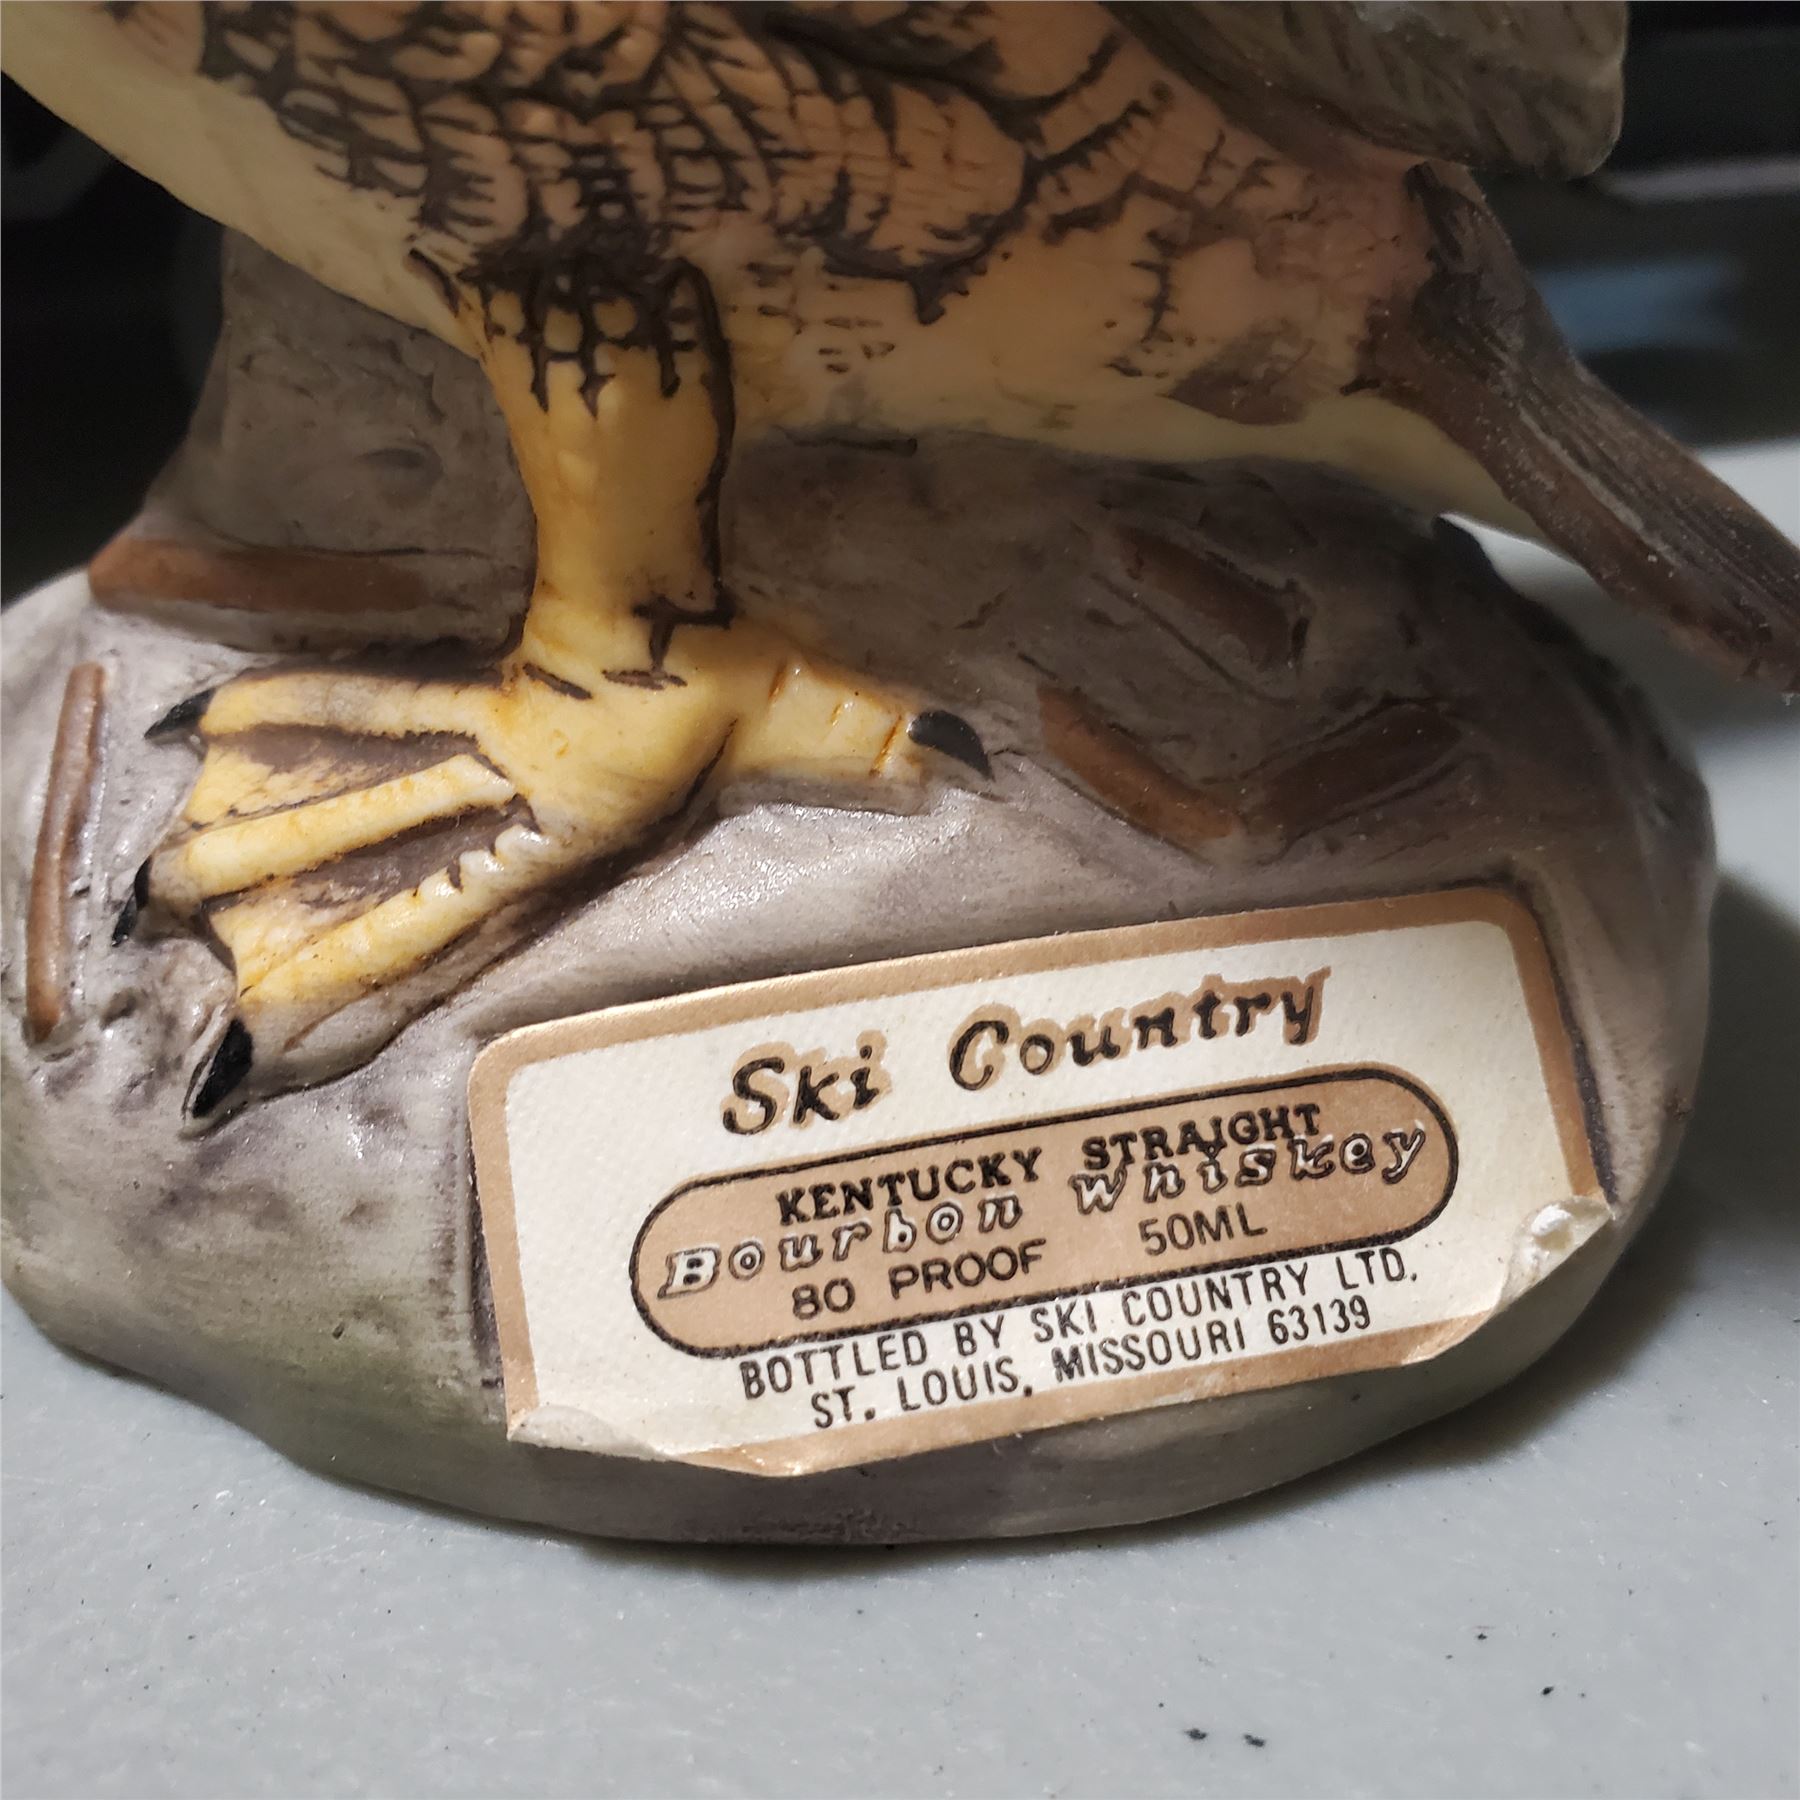 Ski Country
KENTUCKY STRAIGHT
Bourbon Whiskey
80 PROOF 50ML
BOTTLED BY SKI COUNTRY LTD.
ST. LOUIS, MISSOURI 63139